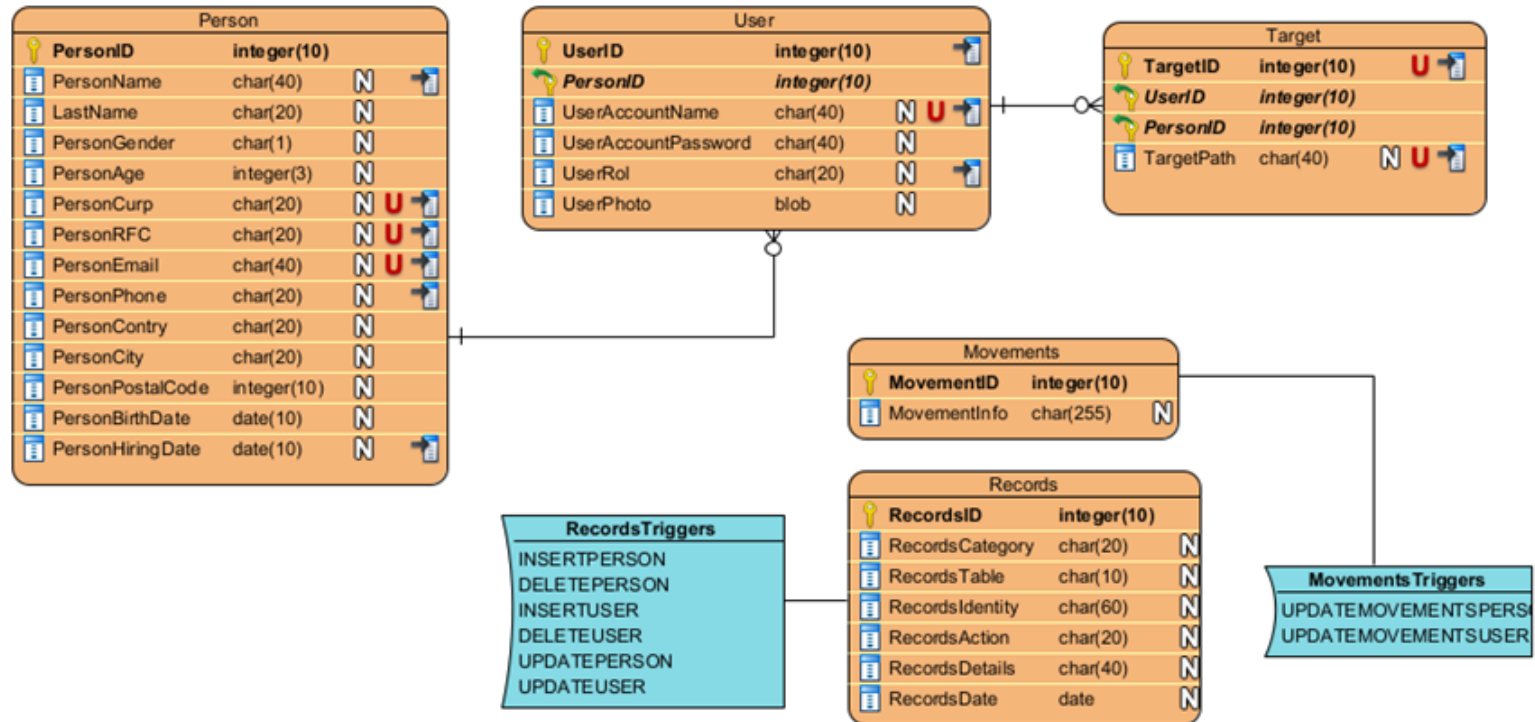 Person
PersonID integer(10)
PersonName char(40) N
LastName char(20) N
PersonGender char(1) N
PersonAge integer(3) N
PersonCurp char(20) N U
PersonRFC char(20) N U
PersonEmail char(40) N U
PersonPhone char(20) N
PersonContry char(20) N
PersonCity char(20) N
PersonPostalCode integer(10) N
PersonBirthDate date(10) N
PersonHiringDate date(10) N
User
UserID integer(10)
PersonID integer(10)
UserAccountName char(40) N U
UserAccountPassword char(40) N
UserRol char(20) N
UserPhoto blob N
Target
TargetID integer(10) U
UserID integer(10)
PersonID integer(10)
TargetPath char(40) N U
Movements
MovementID integer(10)
MovementInfo char(255) N
Records
RecordsID integer(10)
RecordsCategory char(20) N
RecordsTable char(10) N
RecordsIdentity char(60) N
RecordsAction char(20) N
RecordsDetails char(40) N
RecordsDate date N
RecordsTriggers
INSERTPERSON
DELETEPERSON
INSERTUSER
DELETEUSER
UPDATEPERSON
UPDATEUSER
MovementsTriggers
UPDATEMOVEMENTSPERS
UPDATEMOVEMENTSUSER